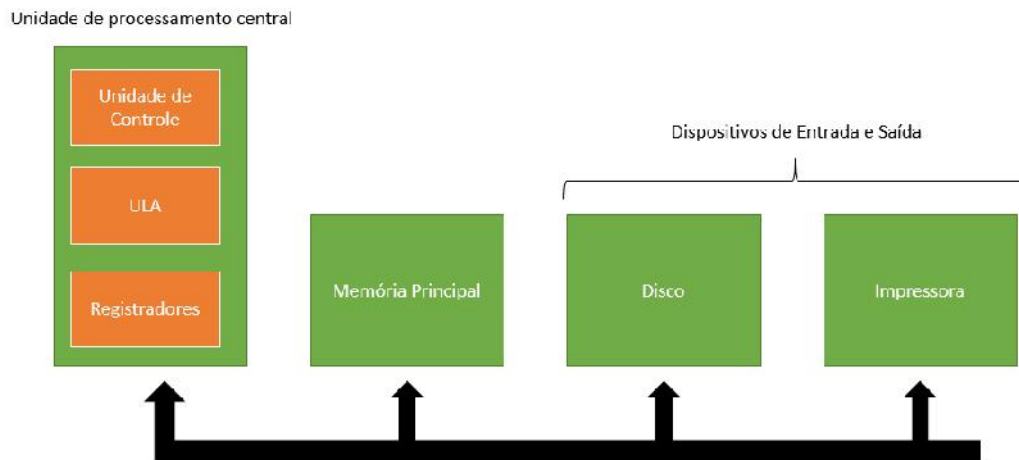 Unidade de processamento central
Unidade de
Controle
ULA
Registradores
Memória Principal
Dispositivos de Entrada e Saída
Disco
Impressora